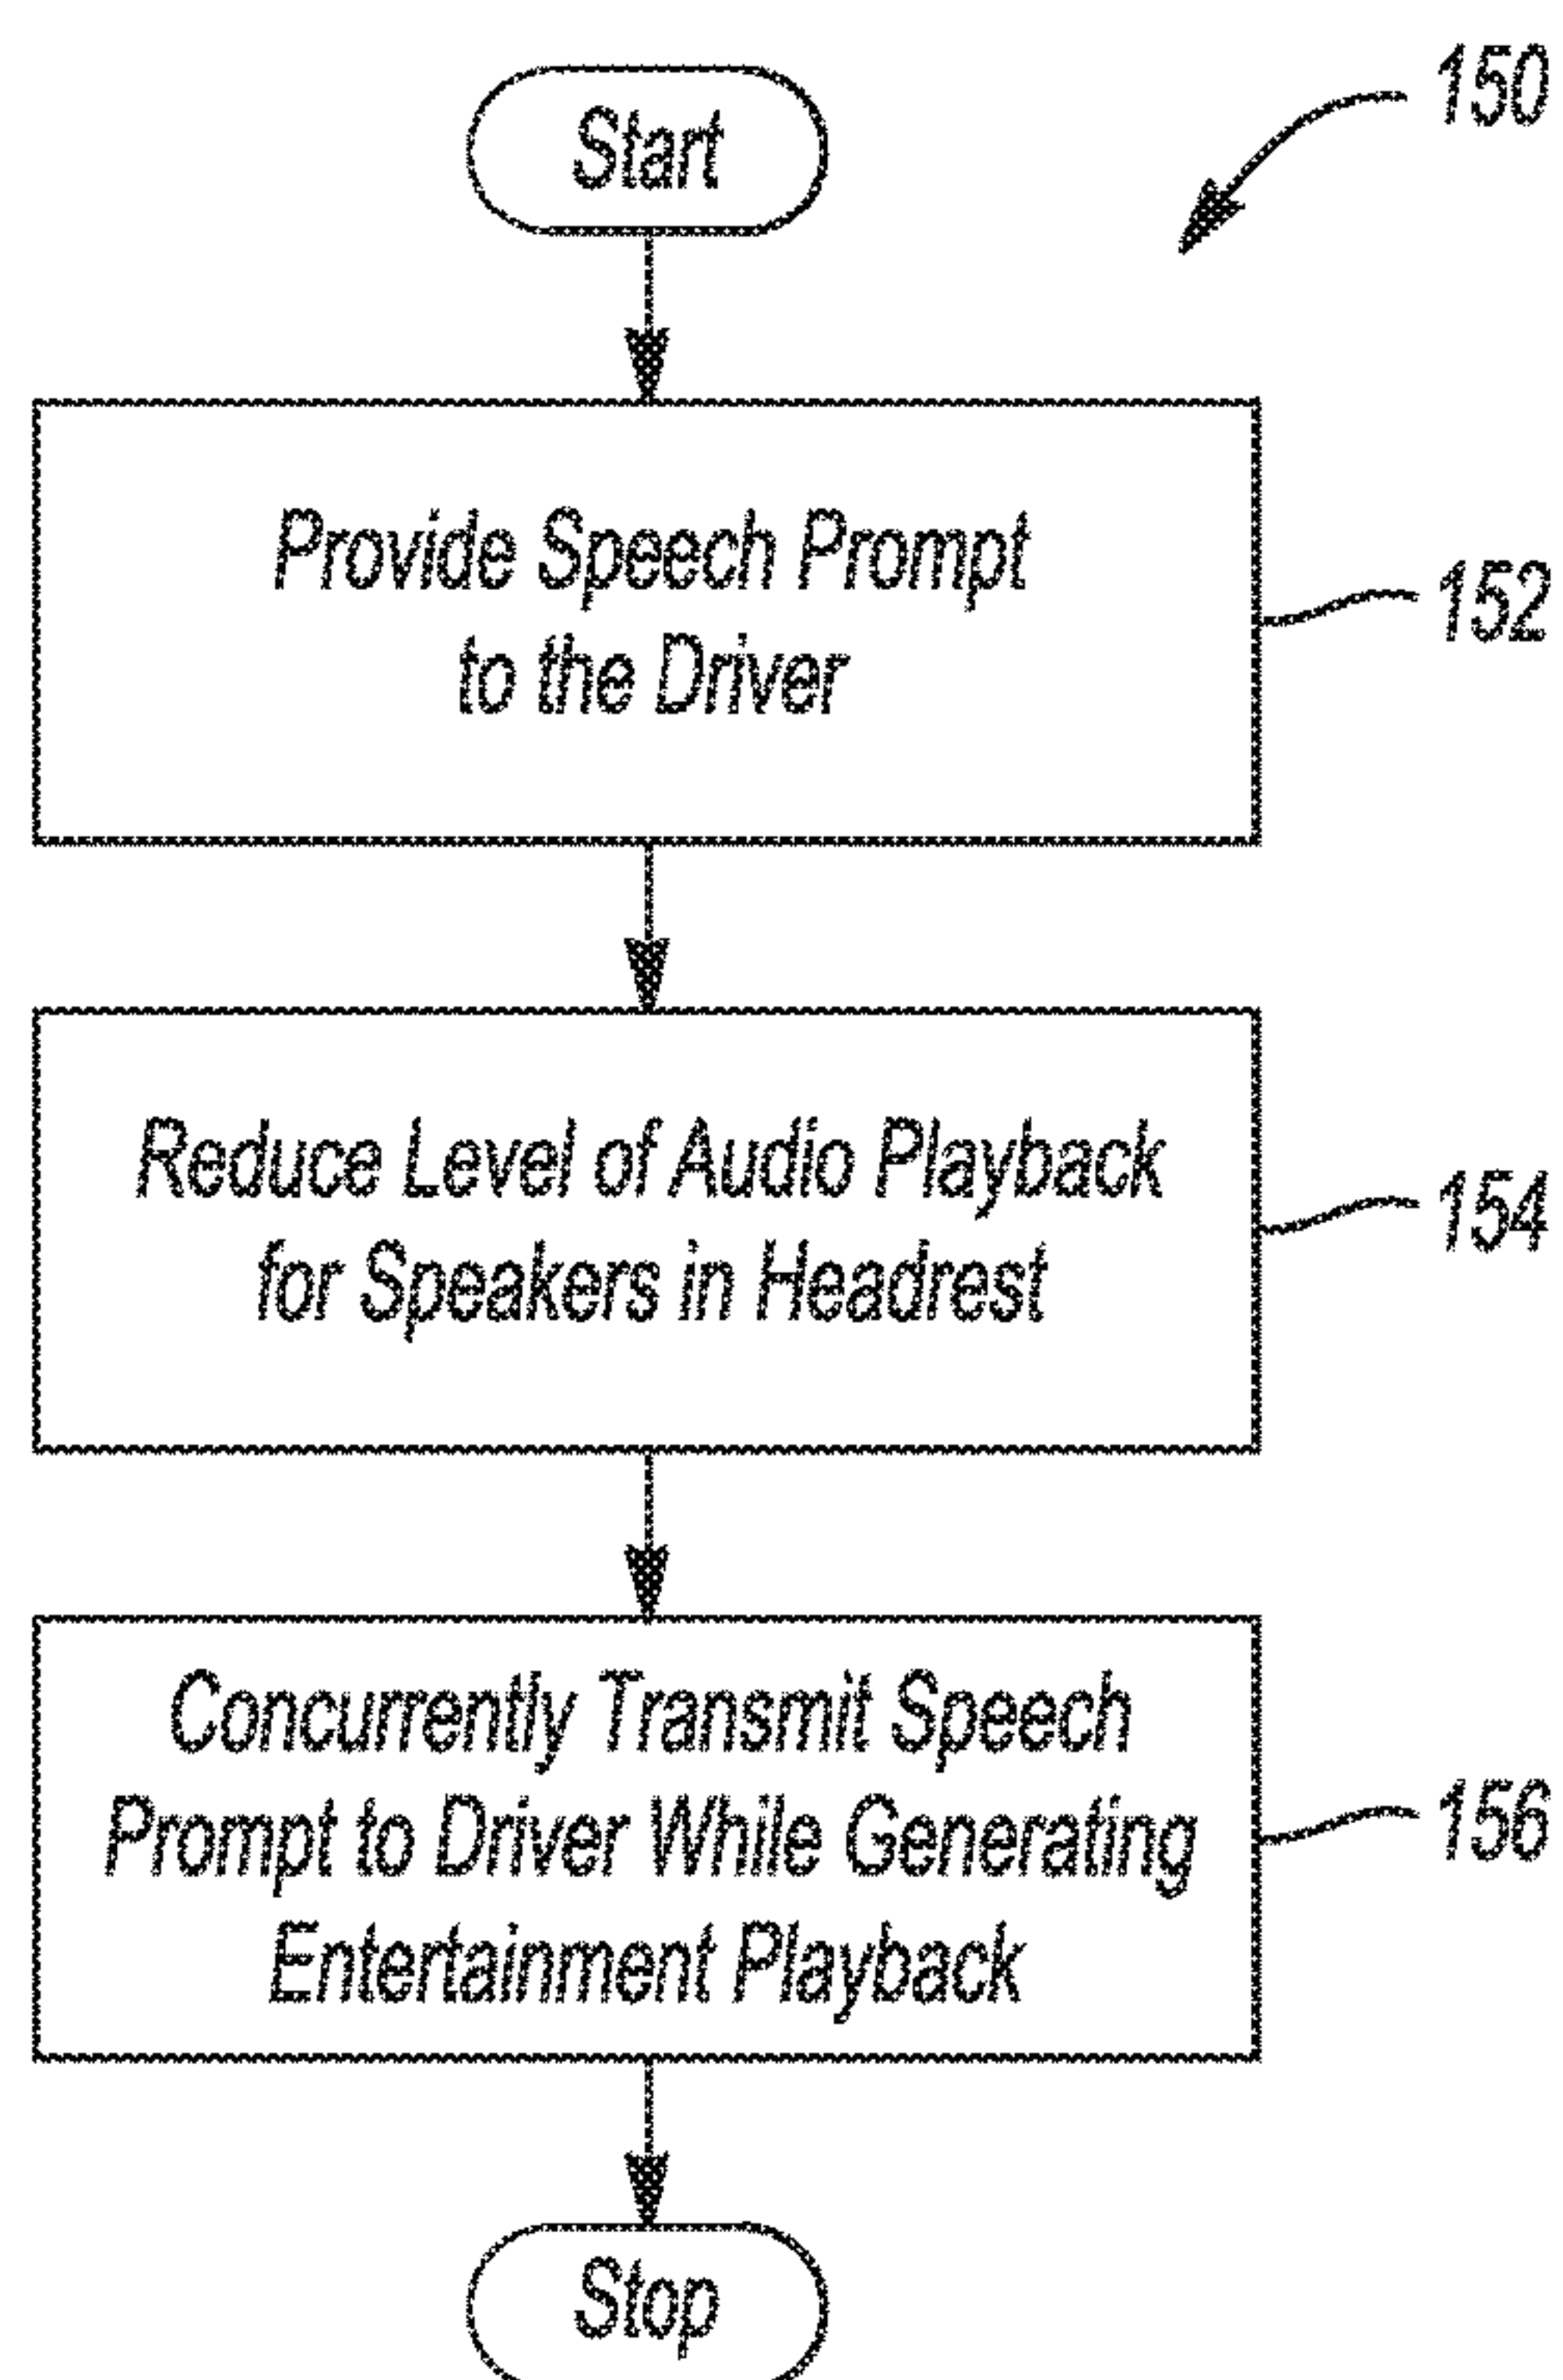 Start
150
Provide Speech Prompt
to the Driver
152
Reduce Level of Audio Playback
for Speakers in Headrest
154
Concurrently Transmit Speech
Prompt to Driver While Generating
Entertainment Playback
156
Stop